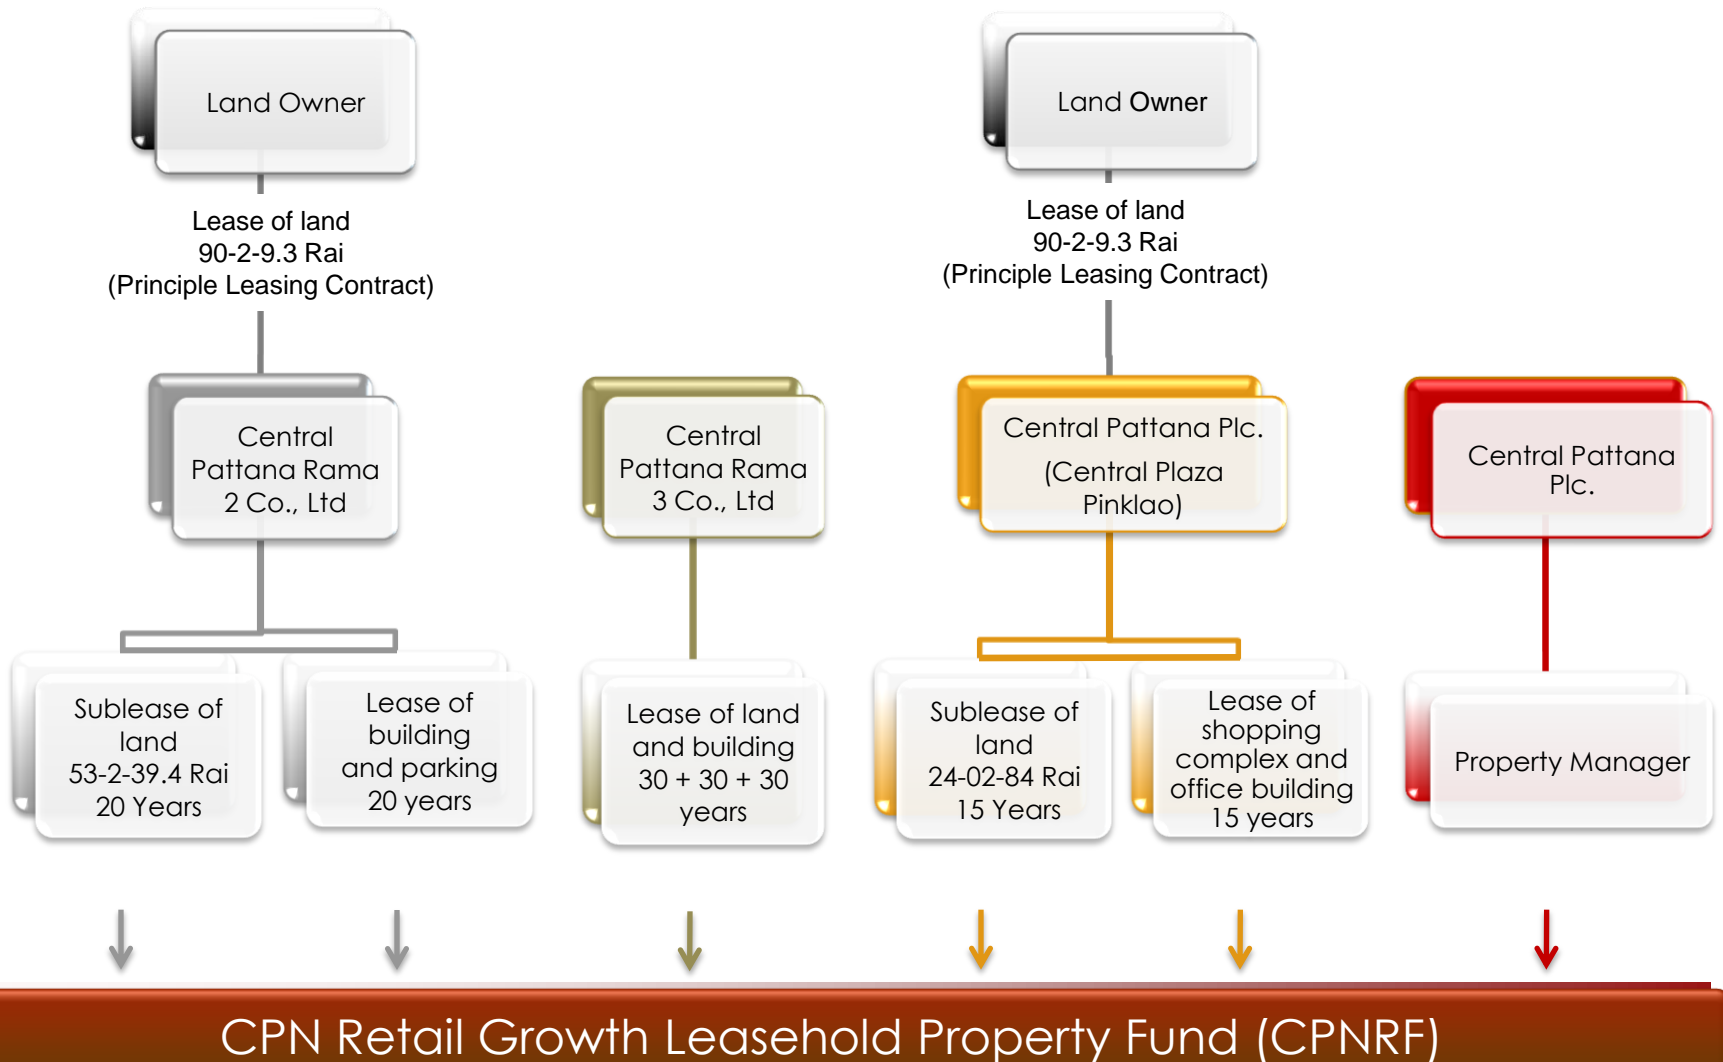 Land Owner
Lease of land
90-2-9.3 Rai
(Principle Leasing Contract)
Land Owner
Lease of land
90-2-9.3 Rai
(Principle Leasing Contract)
Central
Pattana Rama
2 Co., Ltd
Central
Pattana Rama
3 Co., Ltd
Central Pattana Plc.
(Central Plaza
Pinklao)
Central Pattana
Plc.
Sublease of
land
53-2-39.4 Rai
20 Years
Lease of
building
and parking
20 years
Lease of land
and building
30 + 30 + 30
years
Sublease of
land
24-02-84 Rai
15 Years
Lease of
shopping
complex and
office building
15 years
Property Manager
CPN Retail Growth Leasehold Property Fund (CPNRF)